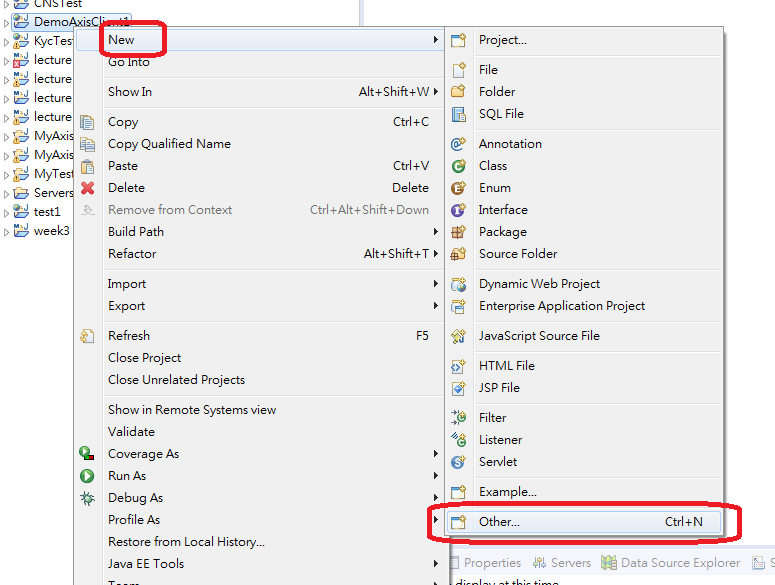 CNSTest
DemoAxisClient1
KycTest
lecture
lecture
lecture
lecture
MyAxis
MyAxis
MyTest
Servers
test1
week3
New
Go Into
Show In Alt+Shift+W
Copy Ctrl+C
Copy Qualified Name
Paste Ctrl+V
Delete Delete
Remove from Context Ctrl+Alt+Shift+Down
Build Path
Refactor Alt+Shift+T
Import
Export
Refresh F5
Close Project
Close Unrelated Projects
Show in Remote Systems view
Validate
Coverage As
Run As
Debug As
Profile As
Restore from Local History...
Java EE Tools
Team
Project...
File
Folder
SQL File
Annotation
Class
Enum
Interface
Package
Source Folder
Dynamic Web Project
Enterprise Application Project
JavaScript Source File
HTML File
JSP File
Filter
Listener
Servlet
Example...
Other... Ctrl+N
Properties Servers Data Source Explorer S
display at this time.